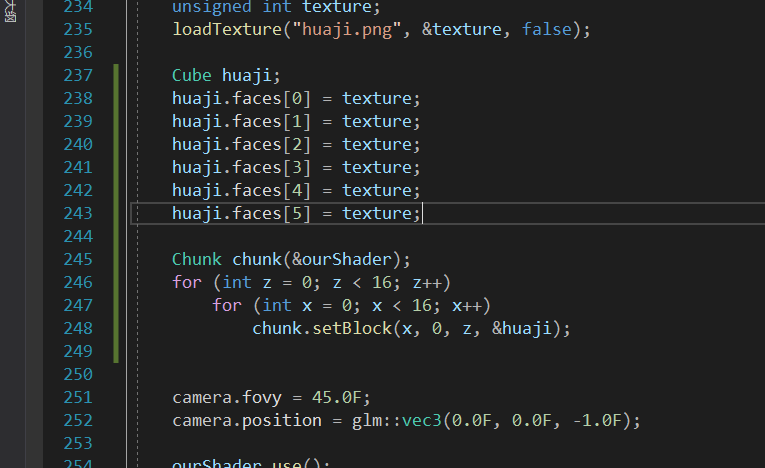 大纲
234 unsigned int texture;
235 loadTexture("huaji.png", &texture, false);
236
237 Cube huaji;
238 huaji.faces[0] = texture;
239 huaji.faces[1] = texture;
240 huaji.faces[2] = texture;
241 huaji.faces[3] = texture;
242 huaji.faces[4] = texture;
243 huaji.faces[5] = texture;
244
245 Chunk chunk(&ourShader);
246 for (int z = 0; z < 16; z++)
247 for (int x = 0; x < 16; x++)
248 chunk.setBlock(x, 0, z, &huaji);
249
250
251 camera.fovy = 45.0F;
252 camera.position = glm::vec3(0.0F, 0.0F, -1.0F);
253
254 ourShader.use();